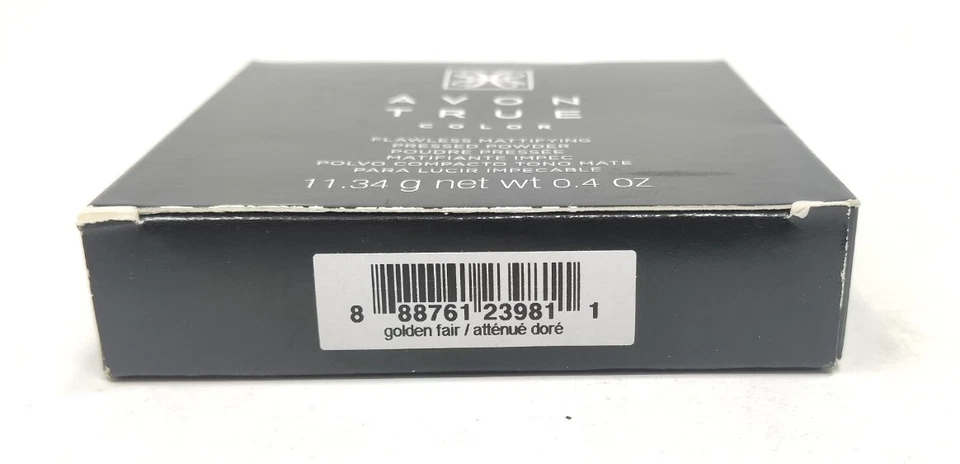 AVON
TRUE
COLOR
FLAWLESS MATTIFYING
PRESSED POWDER
POUDRE PRESSÉE
MATIFIANTE IMPEC
POLVO COMPACTO TONO MATE
PARA LUCIR IMPECABLE
11.34 g net wt 0.4 OZ
8 88761 23981 1
golden fair / atténué doré